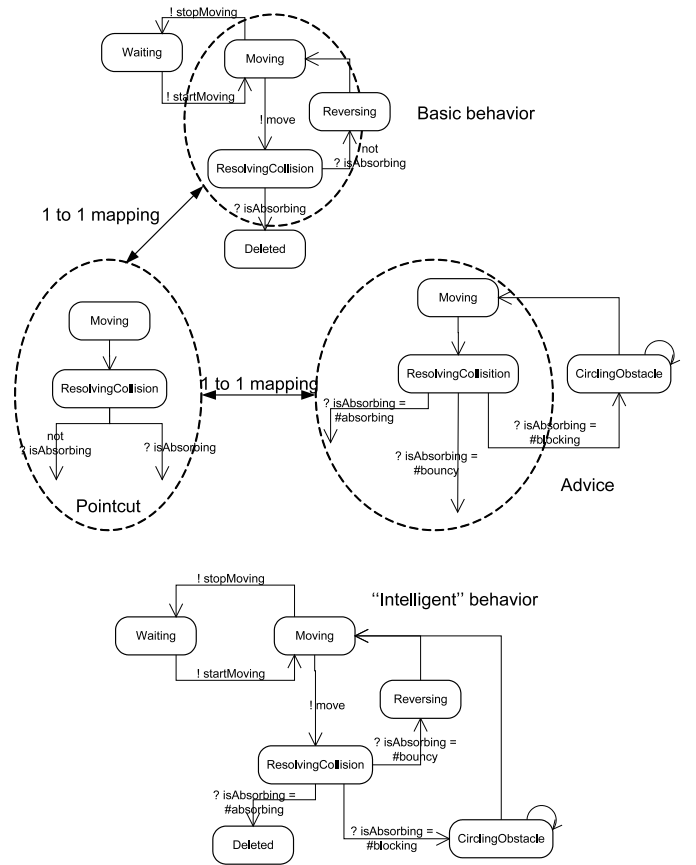 ! stopMoving
Waiting
Moving
! startMoving
Reversing
Basic behavior
! move
not
? isAbsorbing
ResolvingCollision
1 to 1 mapping
? isAbsorbing
Deleted
Moving
ResolvingCollision
not
? isAbsorbing
? isAbsorbing
Pointcut
1 to 1 mapping
Moving
ResolvingCollisition
CirclingObstacle
? isAbsorbing =
#absorbing
? isAbsorbing =
#blocking
? isAbsorbing =
#bouncy
Advice
"Intelligent" behavior
! stopMoving
Waiting
Moving
! startMoving
Reversing
! move
? isAbsorbing =
#bouncy
ResolvingCollision
? isAbsorbing =
#absorbing
Deleted
? isAbsorbing =
#blocking
CirclingObstacle